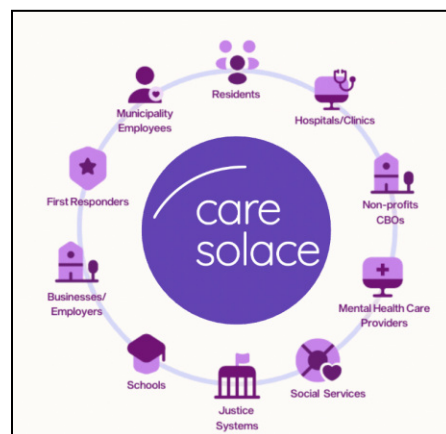 Residents
Municipality
Employees
Hospitals/Clinics
First Responders
care
solace
Non-profits
CBOs
Businesses/
Employers
Mental Health Care
Providers
Schools
Social Services
Justice
Systems